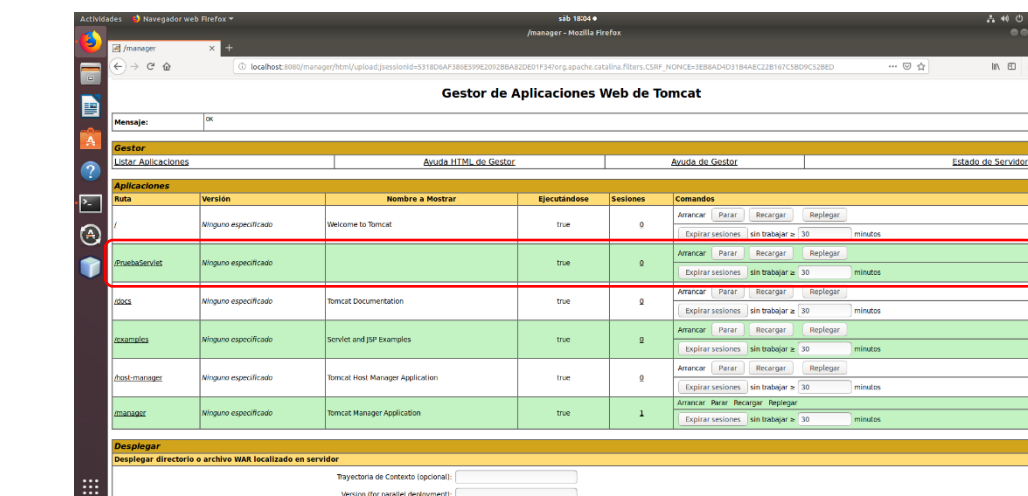 Actividades Navegador web Firefox sáb 18:04
/manager - Mozilla Firefox
/manager
localhost:8080/manager/html/upload;jsessionid=5318D6AF386E599E2092BBA82DE01F34?org.apache.catalina.filters.CSRF_NONCE=3EB8AD4D31B4AEC22B167C5BD9C52BED
Gestor de Aplicaciones Web de Tomcat
Mensaje: OK
Gestor
Listar Aplicaciones Ayuda HTML de Gestor Ayuda de Gestor Estado de Servidor
Aplicaciones
Ruta Versión Nombre a Mostrar Ejecutándose Sesiones Comandos
Arrancar Parar Recargar Replegar
/ Ninguno especificado Welcome to Tomcat true 0
Expirar sesiones sin trabajar ≥ 30 minutos
Arrancar Parar Recargar Replegar
/PruebaServlet Ninguno especificado true 0
Expirar sesiones sin trabajar ≥ 30 minutos
Arrancar Parar Recargar Replegar
/docs Ninguno especificado Tomcat Documentation true 0
Expirar sesiones sin trabajar ≥ 30 minutos
Arrancar Parar Recargar Replegar
/examples Ninguno especificado Servlet and JSP Examples true 0
Expirar sesiones sin trabajar ≥ 30 minutos
Arrancar Parar Recargar Replegar
/host-manager Ninguno especificado Tomcat Host Manager Application true 0
Expirar sesiones sin trabajar ≥ 30 minutos
Arrancar Parar Recargar Replegar
/manager Ninguno especificado Tomcat Manager Application true 1
Expirar sesiones sin trabajar ≥ 30 minutos
Desplegar
Desplegar directorio o archivo WAR localizado en servidor
Trayectoria de Contexto (opcional):
Version (for parallel deployment):